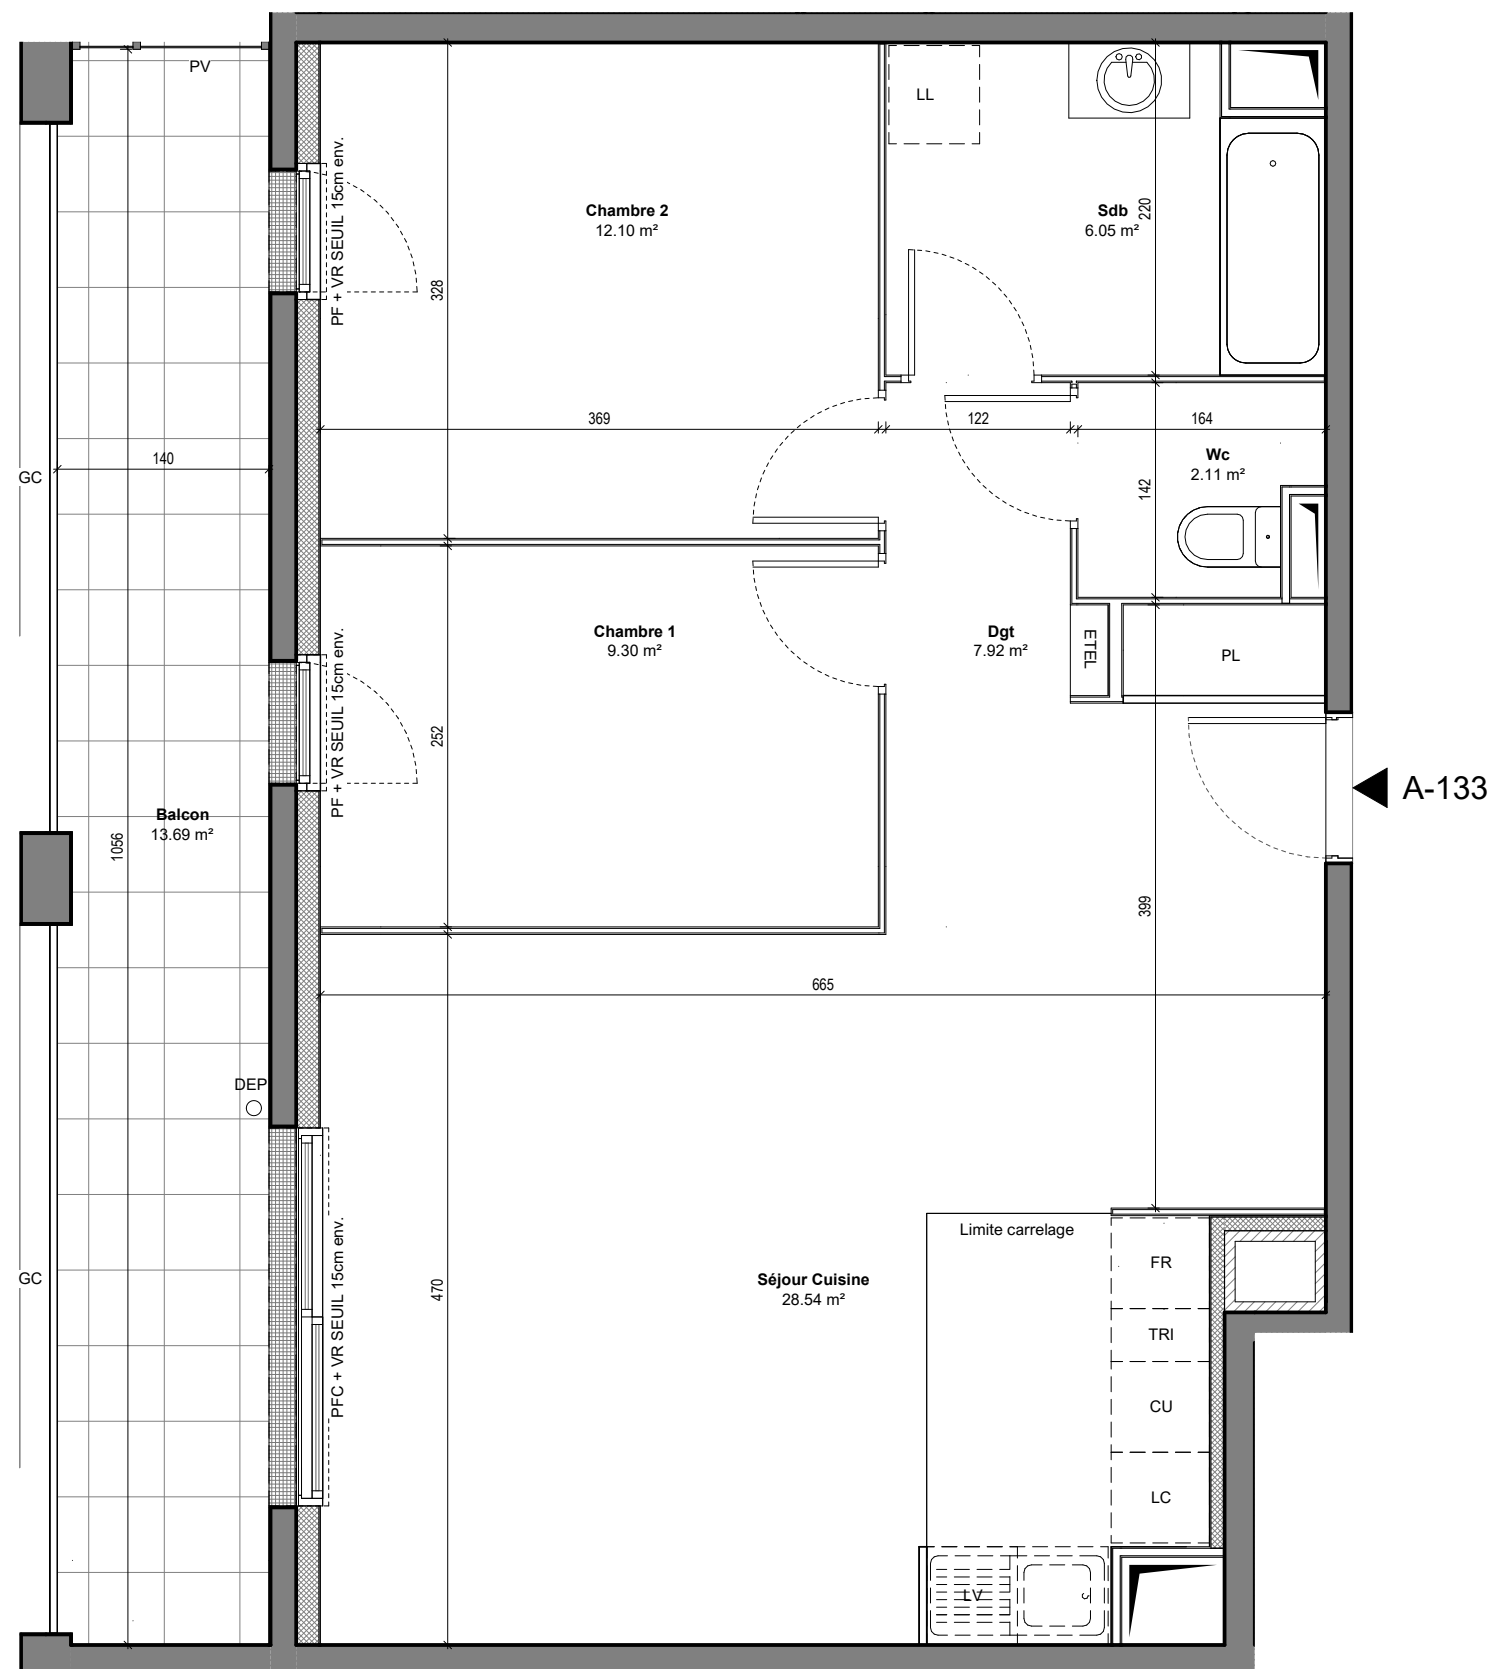 PV
LL
PF + VR SEUIL 15cm env.
Chambre 2
12.10 m²
Sdb
6.05 m²
220
328
369
122
164
140
GC
Wc
2.11 m²
142
Chambre 1
9.30 m²
Dgt
7.92 m²
ETEL
PL
PF + VR SEUIL 15cm env.
252
A-133
Balcon
13.69 m²
1056
399
665
DEP
Limite carrelage
GC
PFC + VR SEUIL 15cm env.
470
Séjour Cuisine
28.54 m²
FR
TRI
CU
LC
LV